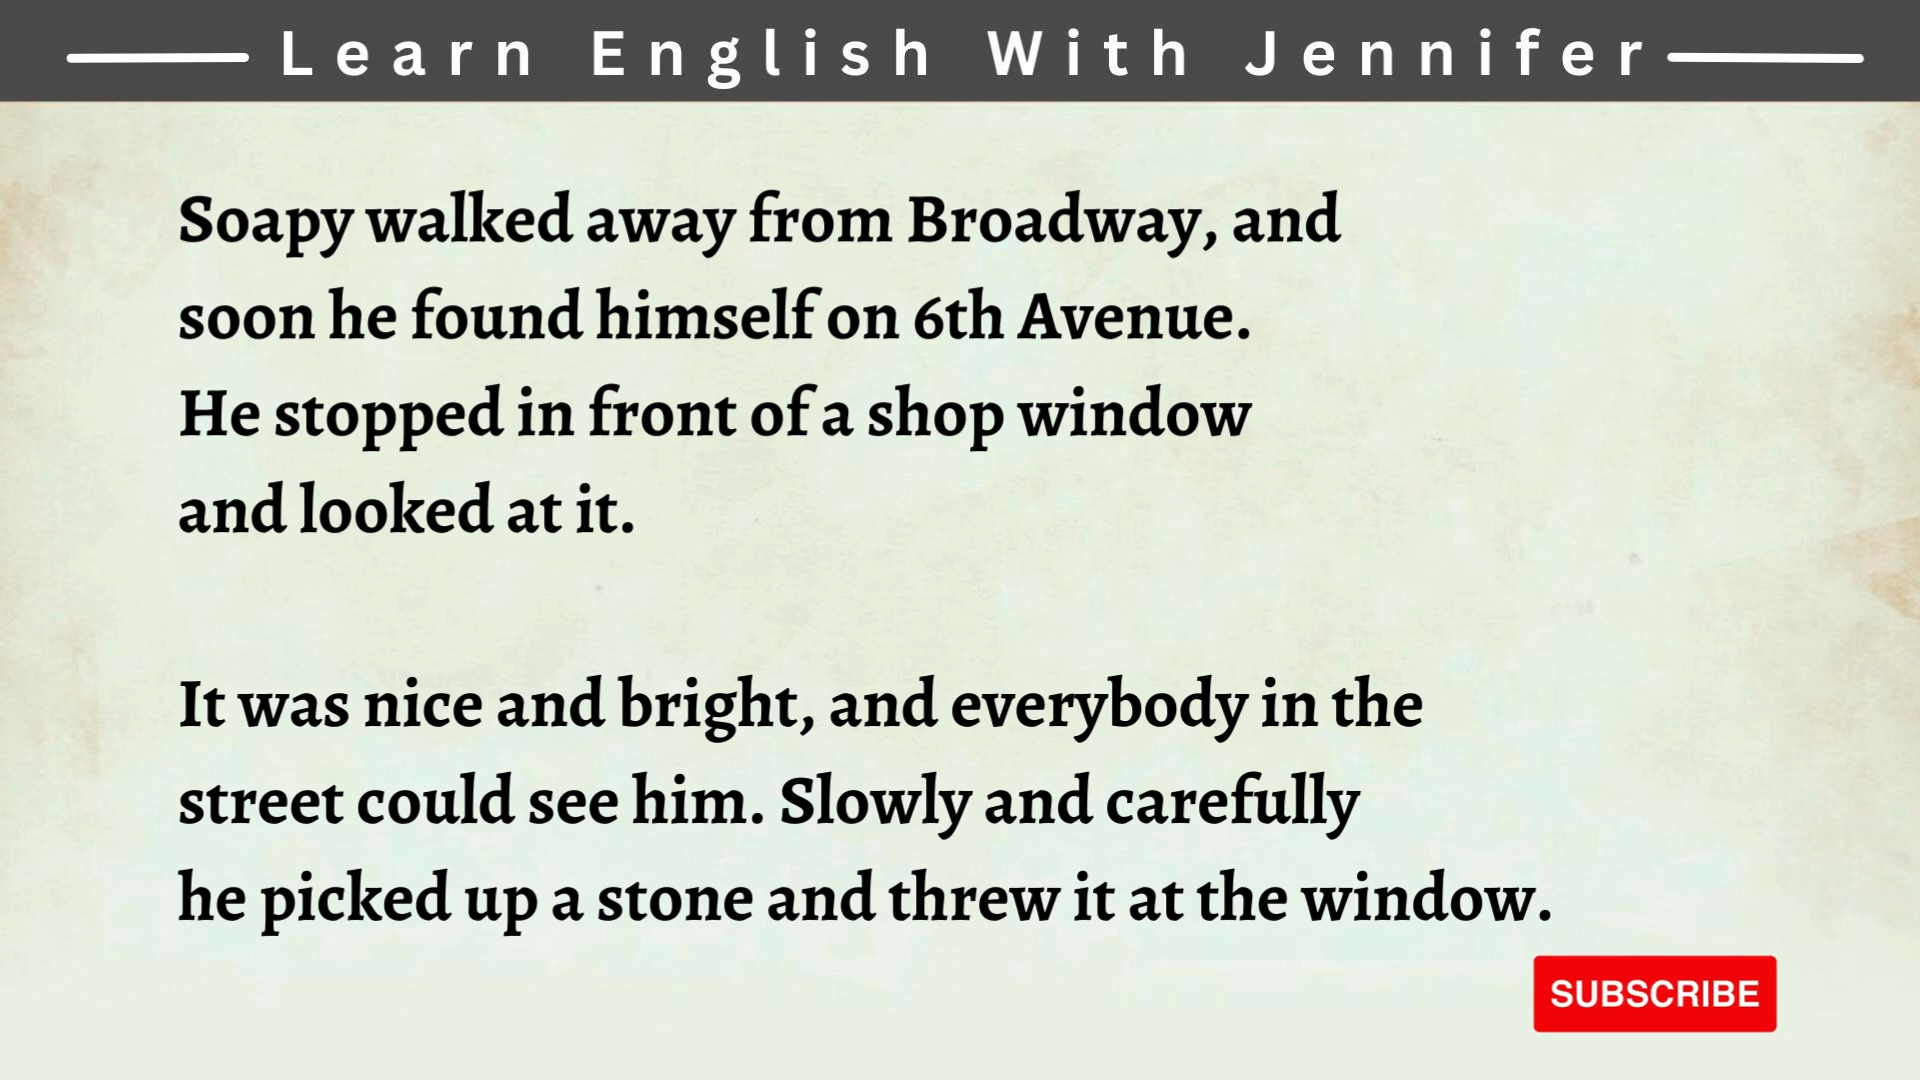 Learn English With Jennifer
Soapy walked away from Broadway, and
soon he found himself on 6th Avenue.
He stopped in front of a shop window
and looked at it.
It was nice and bright, and everybody in the
street could see him. Slowly and carefully
he picked up a stone and threw it at the window.
SUBSCRIBE